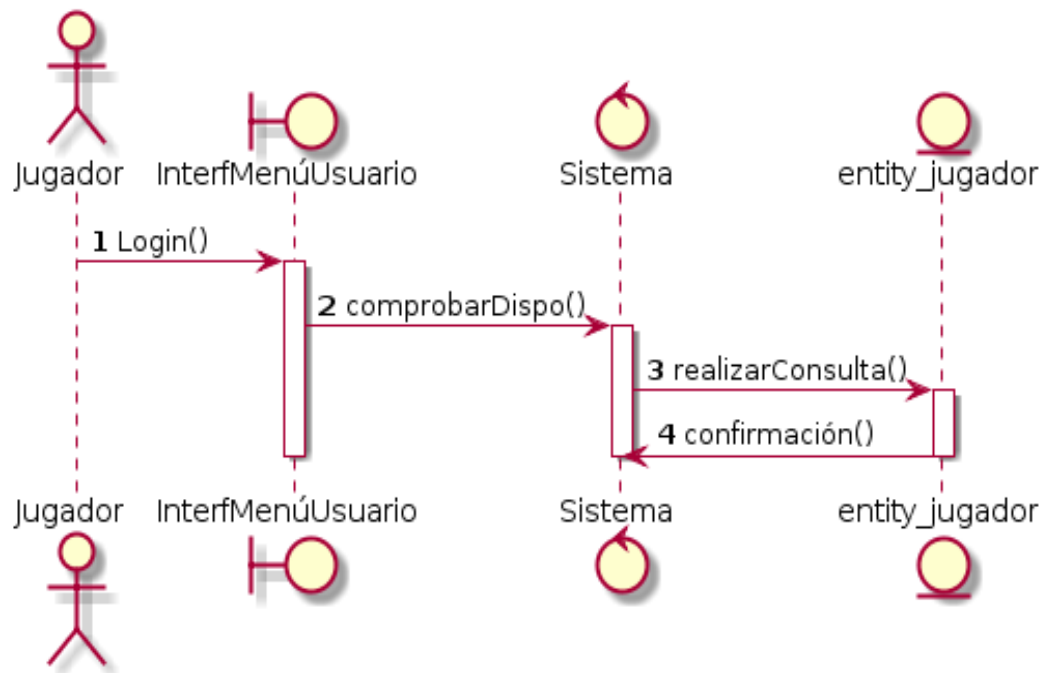 Jugador InterfMenúUsuario Sistema entity_jugador
1 Login()
2 comprobarDispo()
3 realizarConsulta()
4 confirmación()
Jugador InterfMenúUsuario Sistema entity_jugador